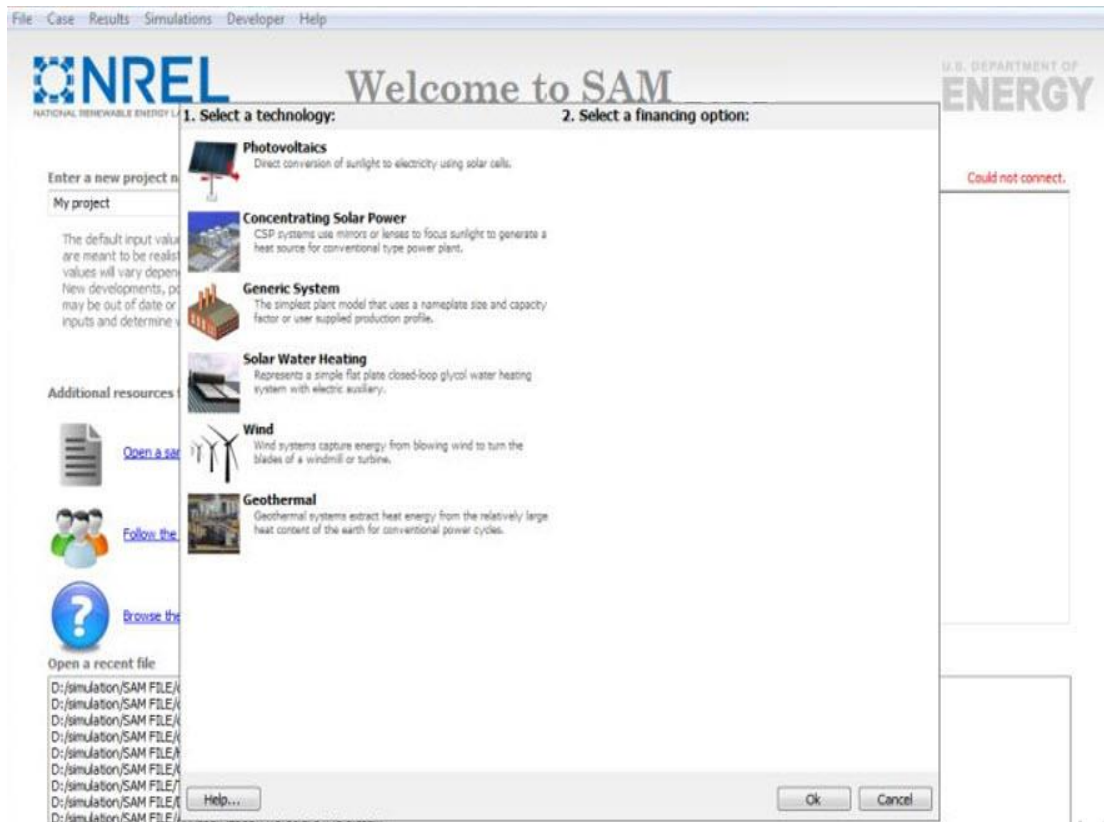 File Case Results Simulations Developer Help
NREL
Welcome to SAM
U.S. DEPARTMENT OF
ENERGY
NATIONAL RENEWABLE ENERGY
1. Select a technology:
2. Select a financing option:
Photovoltaics
Direct conversion of sunlight to electricity using solar cells.
Concentrating Solar Power
CSP systems use mirrors or lenses to focus sunlight to generate a
heat source for conventional type power plant.
Generic System
The simplest plant model that uses a nameplate size and capacity
factor or user supplied production profile.
Solar Water Heating
Represents a simple flat plate closed-loop glycol water heating
system with electric auxiliary.
Wind
Wind systems capture energy from blowing wind to turn the
blades of a windmill or turbine.
Geothermal
Geothermal systems extract heat energy from the relatively large
heat content of the earth for conventional power cycles.
Help...
Ok
Cancel
Enter a new project
My project
The default input
are meant to be
values will vary
New developments,
may be out of date or
inputs and determine
Could not connect.
Additional resources
Open a
Follow the
Browse the
Open a recent file
D:/simulation/SAM FILE/
D:/simulation/SAM FILE/
D:/simulation/SAM FILE/
D:/simulation/SAM FILE/
D:/simulation/SAM FILE/
D:/simulation/SAM FILE/
D:/simulation/SAM FILE/
D:/simulation/SAM FILE/